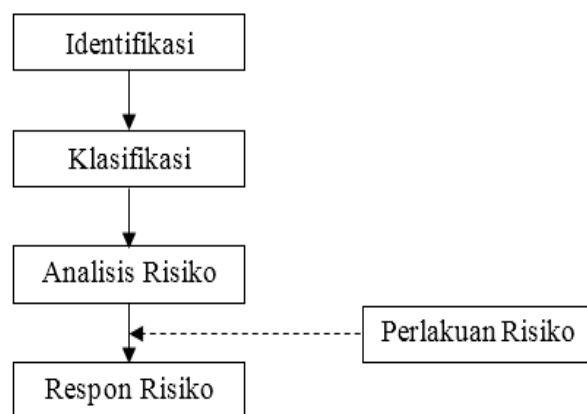 Identifikasi
Klasifikasi
Analisis Risiko
Perlakuan Risiko
Respon Risiko